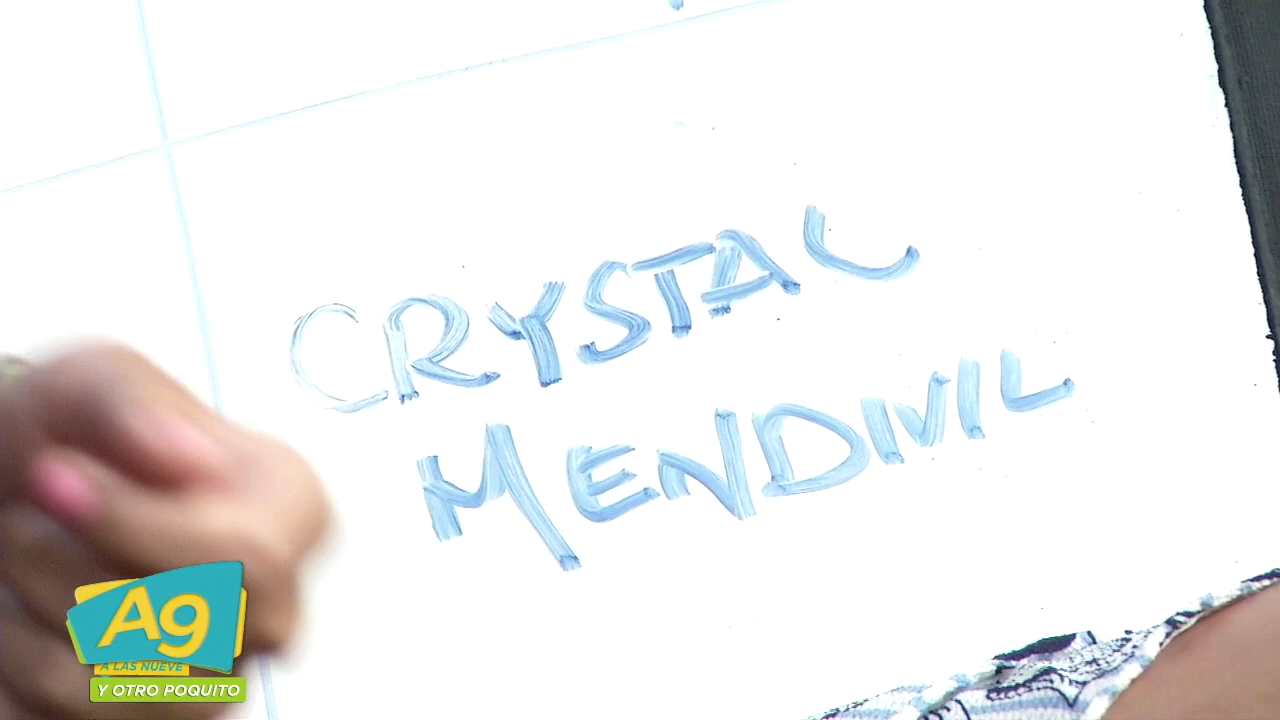 CRYSTAL
MENDIVIL
A9
A LAS NUEVE
Y OTRO POQUITO